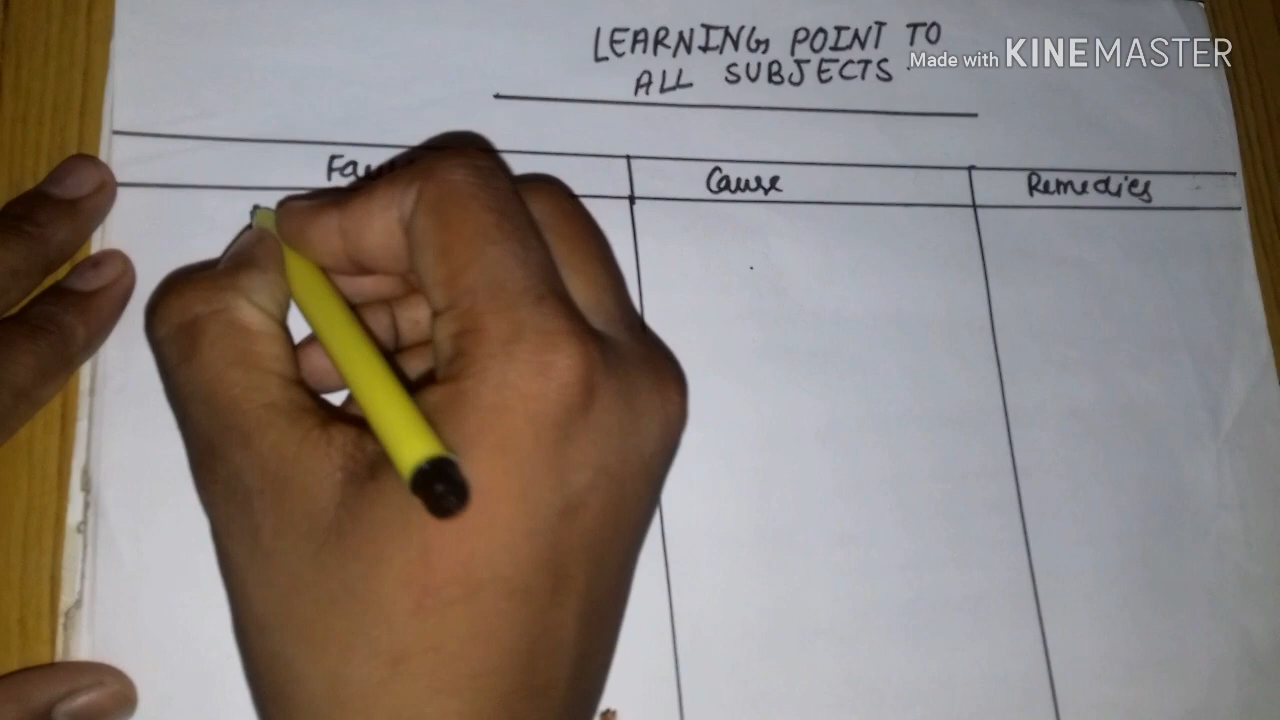 LEARNING POINT TO
ALL SUBJECTS
Made with KINEMASTER
Cause
Remedies